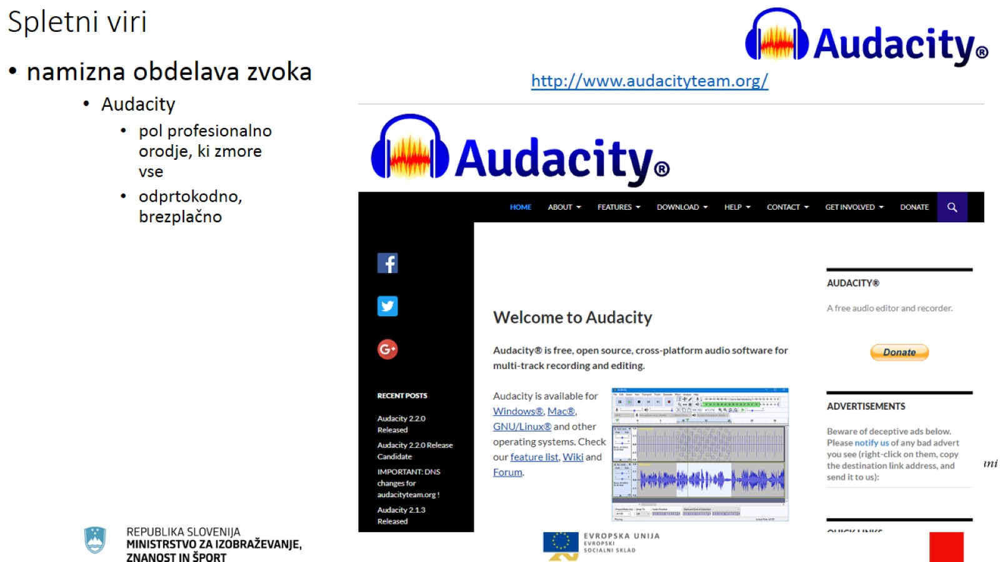 Spletni viri
Audacity®
• namizna obdelava zvoka
http://www.audacityteam.org/
• Audacity
• pol profesionalno
orodje, ki zmore
vse
• odprtokodno,
brezplačno
Audacity®
HOME ABOUT FEATURES DOWNLOAD HELP CONTACT GET INVOLVED DONATE
RECENT POSTS
Audacity 2.2.0
Released
Audacity 2.2.0 Release
Candidate
IMPORTANT: DNS
changes for
audacityteam.org !
Audacity 2.1.3
Released
Welcome to Audacity
Audacity® is free, open source, cross-platform audio software for
multi-track recording and editing.
Audacity is available for
Windows®, Mac®,
GNU/Linux® and other
operating systems. Check
our feature list, Wiki and
Forum.
AUDACITY®
A free audio editor and recorder.
Donate
ADVERTISEMENTS
Beware of deceptive ads below.
Please notify us of any bad advert
you see (right-click on them, copy
the destination link address, and
send it to us):
REPUBLIKA SLOVENIJA
MINISTRSTVO ZA IZOBRAŽEVANJE,
ZNANOST IN ŠPORT
EVROPSKA UNIJA
EVROPSKI
SOCIALNI SKLAD